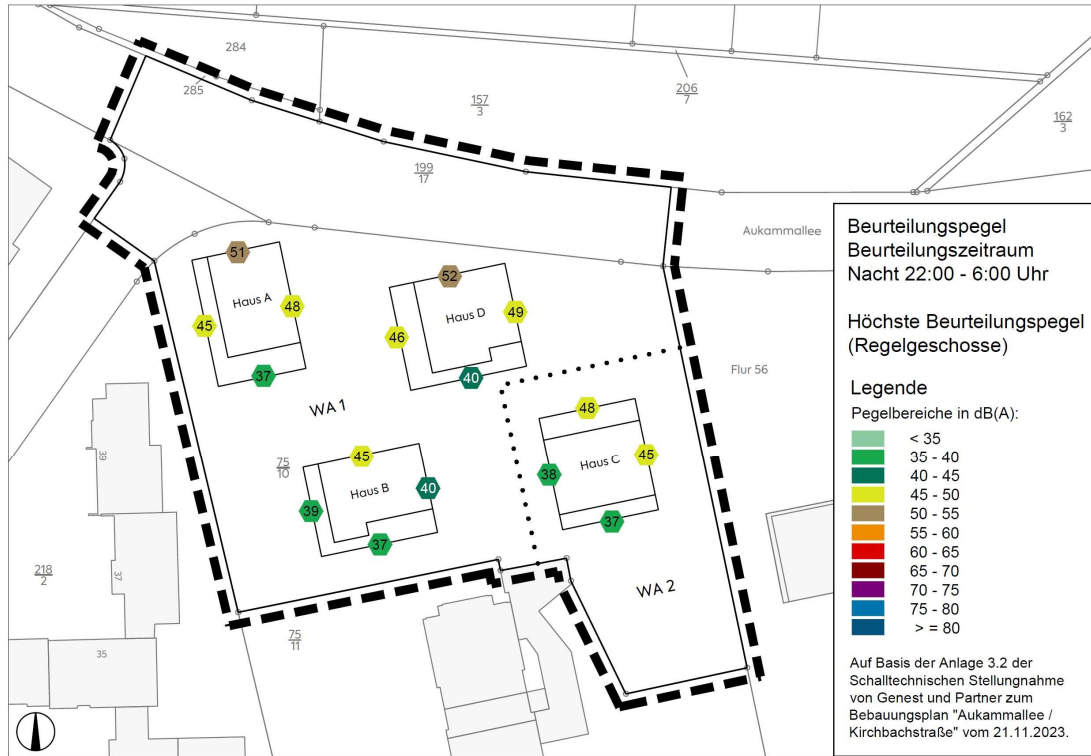 284
285
157
3
206
7
162
3
199
17
Aukammallee
51
Haus A
48
45
37
52
Haus D
49
46
40
Flur 56
WA 1
48
Haus C
45
38
37
45
Haus B
40
39
37
75
10
39
37
218
2
35
75
11
WA 2
Beurteilungspegel
Beurteilungszeitraum
Nacht 22:00 - 6:00 Uhr
Höchste Beurteilungspegel
(Regelgeschosse)
Legende
Pegelbereiche in dB(A):
< 35
35 - 40
40 - 45
45 - 50
50 - 55
55 - 60
60 - 65
65 - 70
70 - 75
75 - 80
> = 80
Auf Basis der Anlage 3.2 der
Schalltechnischen Stellungnahme
von Genest und Partner zum
Bebauungsplan "Aukammallee /
Kirchbachstraße" vom 21.11.2023.